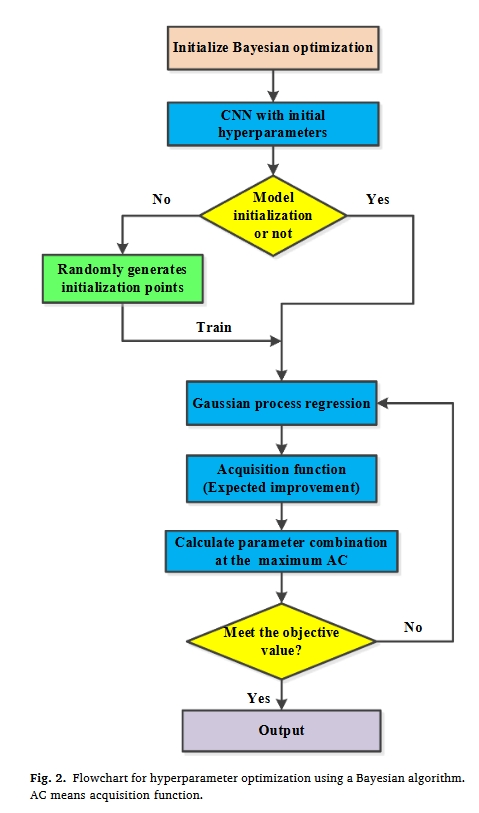 Initialize Bayesian optimization
CNN with initial
hyperparameters
Model
initialization
or not
No
Yes
Randomly generates
initialization points
Train
Gaussian process regression
Acquisition function
(Expected improvement)
Calculate parameter combination
at the maximum AC
Meet the objective
value?
No
Yes
Output
Fig. 2. Flowchart for hyperparameter optimization using a Bayesian algorithm.
AC means acquisition function.